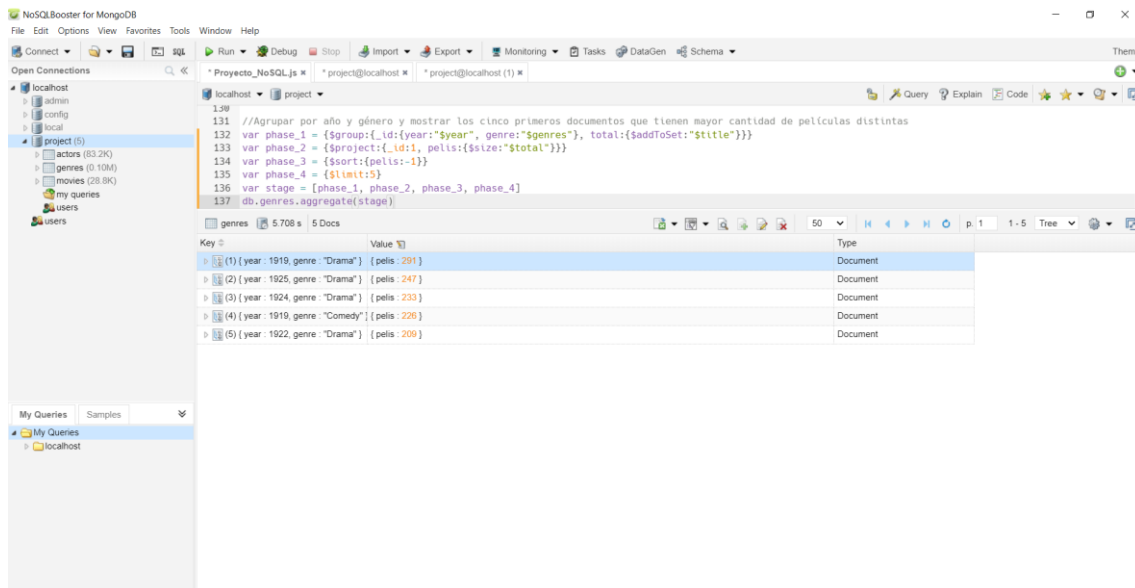 NoSQLBooster for MongoDB
File Edit Options View Favorites Tools Window Help
Connect SQL Run Debug Stop Import Export Monitoring Tasks DataGen Schema Them
Open Connections
* Proyecto_NoSQL.js * project@localhost * project@localhost (1)
localhost
admin
config
local
project (5)
actors (83.2K)
genres (0.10M)
movies (28.8K)
my queries
users
users
localhost project Query Explain Code
130
131 //Agrupar por año y género y mostrar los cinco primeros documentos que tienen mayor cantidad de películas distintas
132 var phase_1 = {$group:{_id:{year:"$year", genre:"$genres"}, total:{$addToSet:"$title"}}}
133 var phase_2 = {$project:{_id:1, pelis:{$size:"$total"}}}
134 var phase_3 = {$sort:{pelis:-1}}
135 var phase_4 = {$limit:5}
136 var stage = [phase_1, phase_2, phase_3, phase_4]
137 db.genres.aggregate(stage)
genres 5.708 s 5 Docs 50 p. 1 1 - 5 Tree
Key Value Type
(1) { year : 1919, genre : "Drama" } { pelis : 291 } Document
(2) { year : 1925, genre : "Drama" } { pelis : 247 } Document
(3) { year : 1924, genre : "Drama" } { pelis : 233 } Document
(4) { year : 1919, genre : "Comedy" } { pelis : 226 } Document
(5) { year : 1922, genre : "Drama" } { pelis : 209 } Document
My Queries Samples
My Queries
localhost